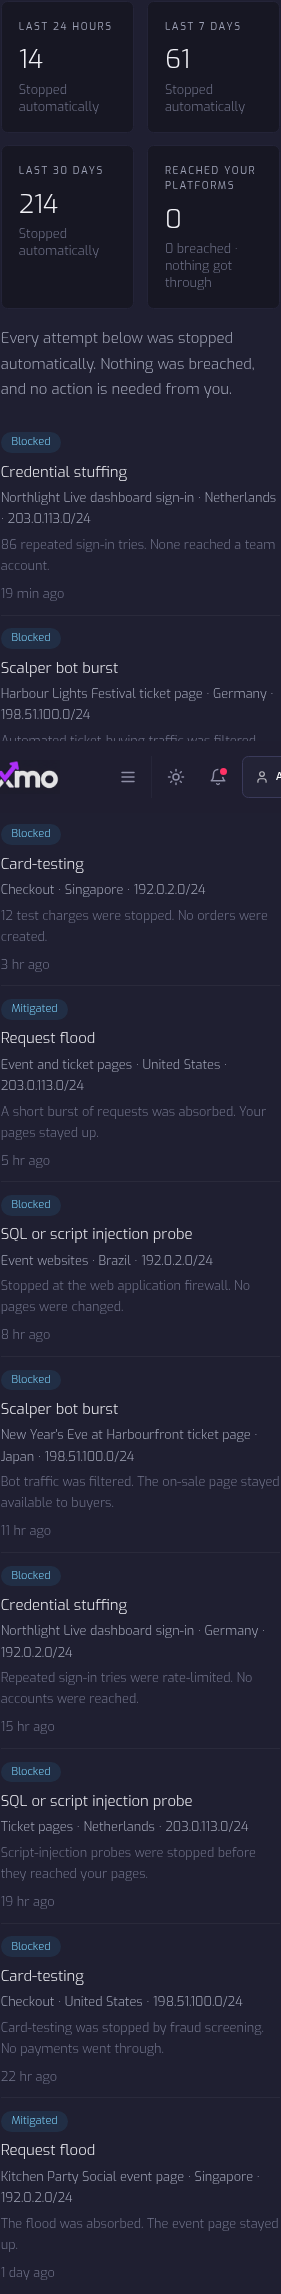 LAST 24 HOURS
14
Stopped
automatically
LAST 7 DAYS
61
Stopped
automatically
LAST 30 DAYS
214
Stopped
automatically
REACHED YOUR
PLATFORMS
0
0 breached ·
nothing got
through
Every attempt below was stopped
automatically. Nothing was breached,
and no action is needed from you.
Blocked
Credential stuffing
Northlight Live dashboard sign-in · Netherlands
· 203.0.113.0/24
86 repeated sign-in tries. None reached a team
account.
19 min ago
Blocked
Scalper bot burst
Harbour Lights Festival ticket page · Germany ·
198.51.100.0/24
Automated ticket-buying traffic was filtered
xmo
A
Blocked
Card-testing
Checkout · Singapore · 192.0.2.0/24
12 test charges were stopped. No orders were
created.
3 hr ago
Mitigated
Request flood
Event and ticket pages · United States ·
203.0.113.0/24
A short burst of requests was absorbed. Your
pages stayed up.
5 hr ago
Blocked
SQL or script injection probe
Event websites · Brazil · 192.0.2.0/24
Stopped at the web application firewall. No
pages were changed.
8 hr ago
Blocked
Scalper bot burst
New Year's Eve at Harbourfront ticket page ·
Japan · 198.51.100.0/24
Bot traffic was filtered. The on-sale page stayed
available to buyers.
11 hr ago
Blocked
Credential stuffing
Northlight Live dashboard sign-in · Germany ·
192.0.2.0/24
Repeated sign-in tries were rate-limited. No
accounts were reached.
15 hr ago
Blocked
SQL or script injection probe
Ticket pages · Netherlands · 203.0.113.0/24
Script-injection probes were stopped before
they reached your pages.
19 hr ago
Blocked
Card-testing
Checkout · United States · 198.51.100.0/24
Card-testing was stopped by fraud screening.
No payments went through.
22 hr ago
Mitigated
Request flood
Kitchen Party Social event page · Singapore ·
192.0.2.0/24
The flood was absorbed. The event page stayed
up.
1 day ago